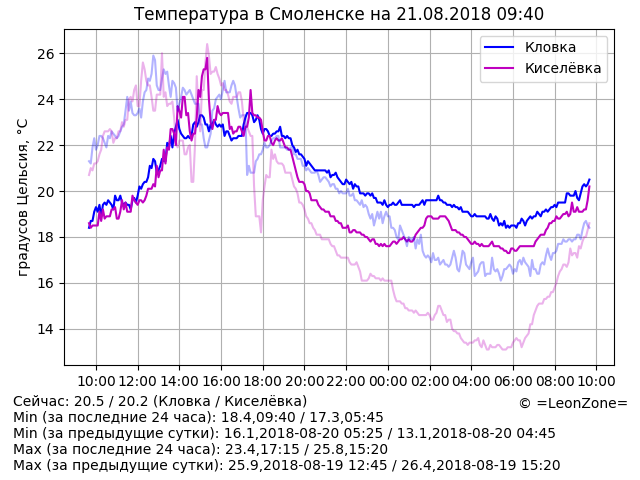 Температура в Смоленске на 21.08.2018 09:40
градусов Цельсия, °C
26
24
22
20
18
16
14
Кловка
Киселёвка
10:00 12:00 14:00 16:00 18:00 20:00 22:00 00:00 02:00 04:00 06:00 08:00 10:00
Сейчас: 20.5 / 20.2 (Кловка / Киселёвка)
© =LeonZone=
Min (за последние 24 часа): 18.4,09:40 / 17.3,05:45
Min (за предыдущие сутки): 16.1,2018-08-20 05:25 / 13.1,2018-08-20 04:45
Max (за последние 24 часа): 23.4,17:15 / 25.8,15:20
Max (за предыдущие сутки): 25.9,2018-08-19 12:45 / 26.4,2018-08-19 15:20